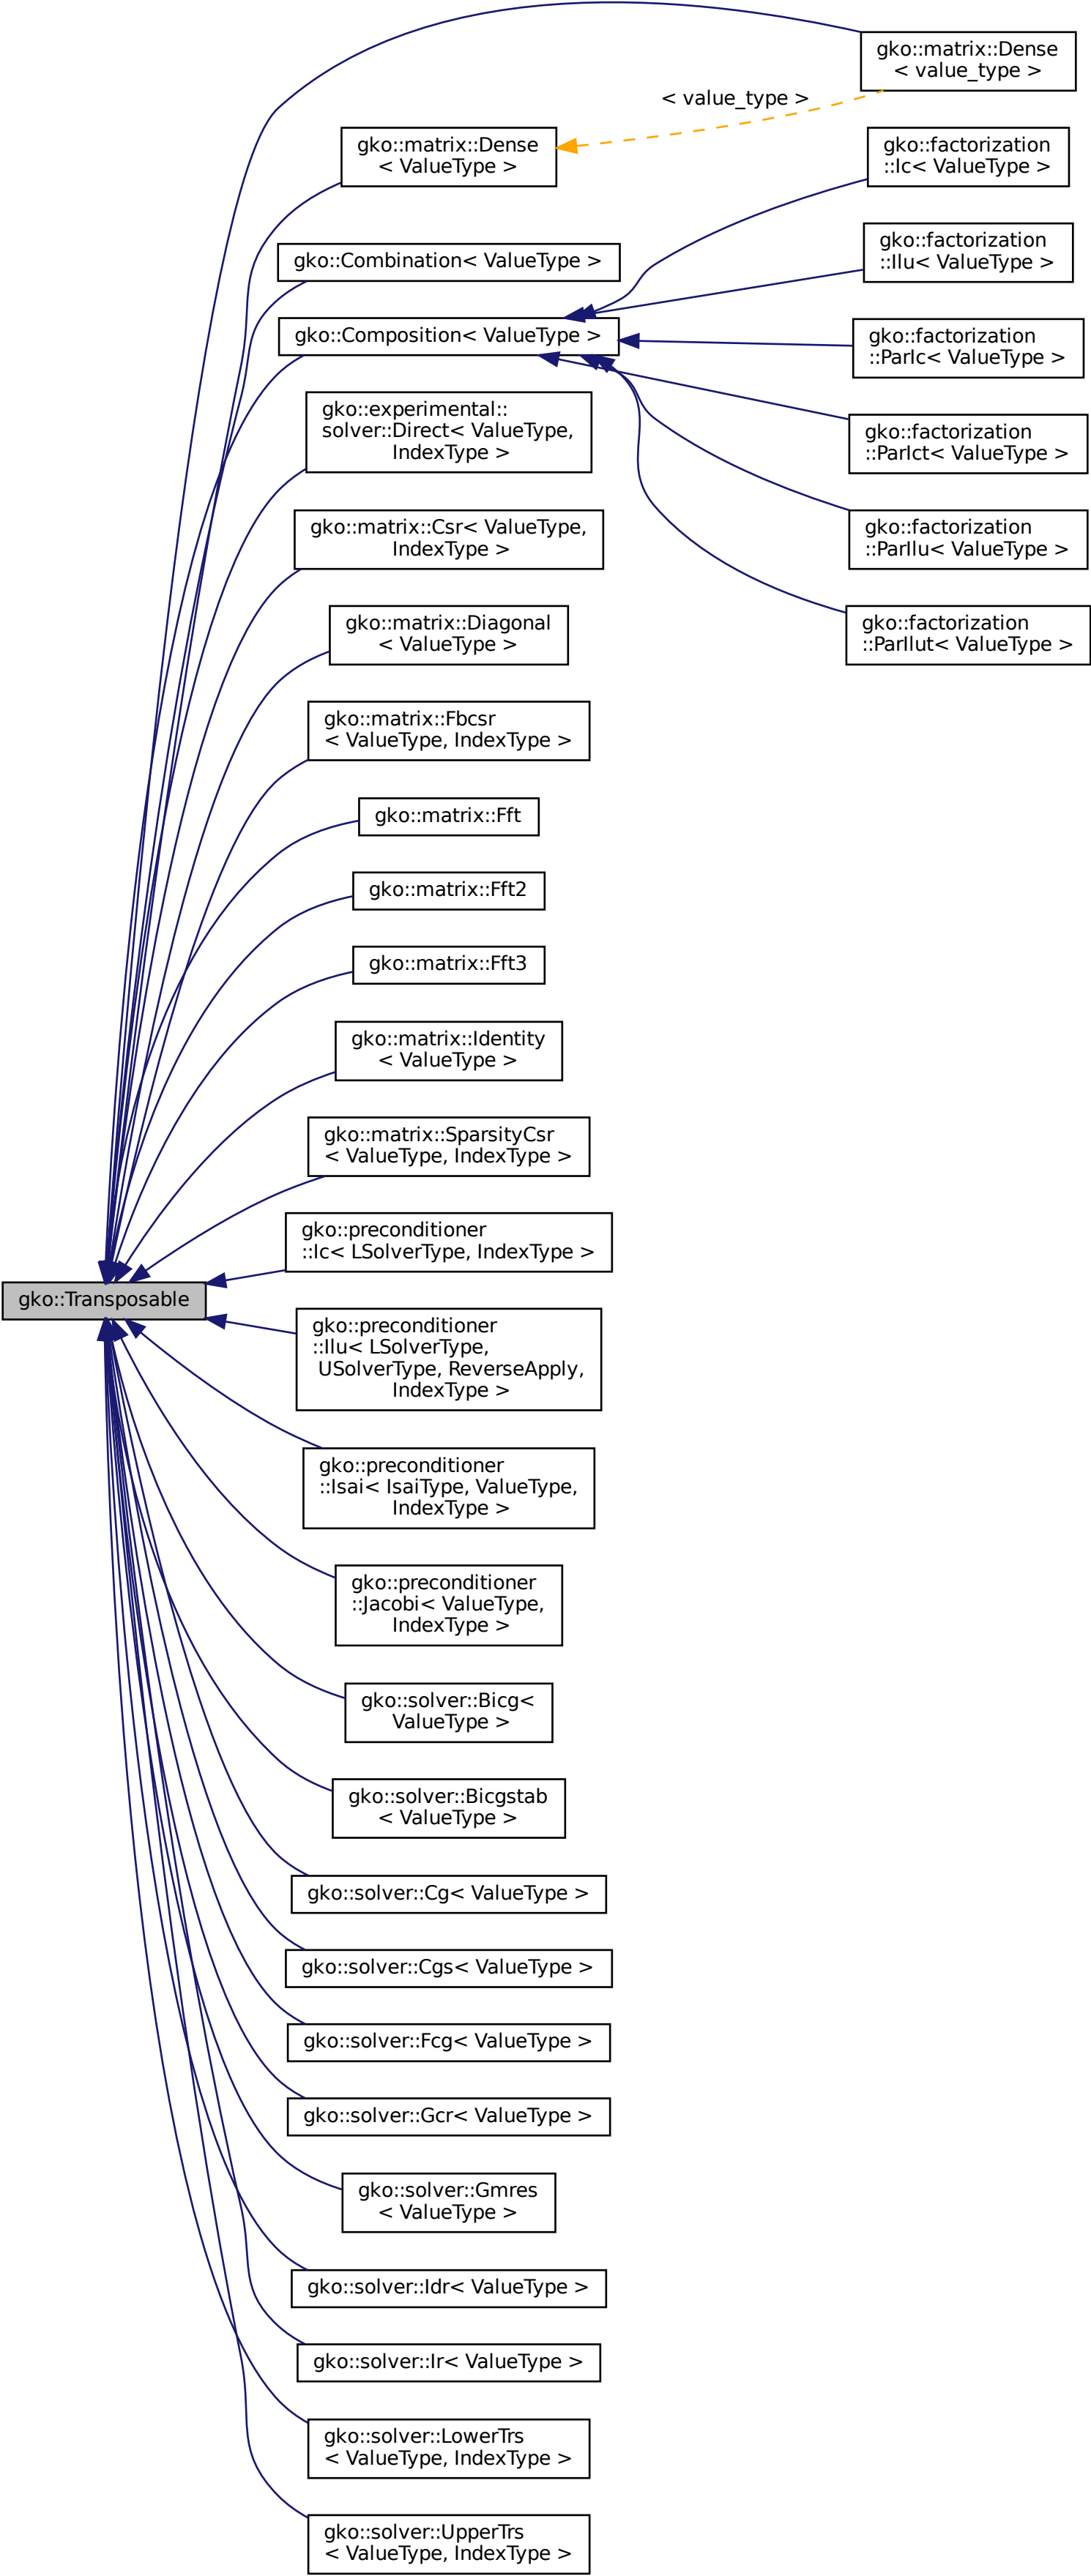 gko::matrix::Dense
< value_type >
< value_type >
gko::matrix::Dense
< ValueType >
gko::factorization
::Ic< ValueType >
gko::factorization
::Ilu< ValueType >
gko::Combination< ValueType >
gko::Composition< ValueType >
gko::factorization
::ParIc< ValueType >
gko::experimental::
solver::Direct< ValueType,
IndexType >
gko::factorization
::ParIct< ValueType >
gko::matrix::Csr< ValueType,
IndexType >
gko::factorization
::ParIlu< ValueType >
gko::matrix::Diagonal
< ValueType >
gko::factorization
::ParIlut< ValueType >
gko::matrix::Fbcsr
< ValueType, IndexType >
gko::matrix::Fft
gko::matrix::Fft2
gko::matrix::Fft3
gko::matrix::Identity
< ValueType >
gko::matrix::SparsityCsr
< ValueType, IndexType >
gko::preconditioner
::Ic< LSolverType, IndexType >
gko::Transposable
gko::preconditioner
::Ilu< LSolverType,
USolverType, ReverseApply,
IndexType >
gko::preconditioner
::Isai< IsaiType, ValueType,
IndexType >
gko::preconditioner
::Jacobi< ValueType,
IndexType >
gko::solver::Bicg<
ValueType >
gko::solver::Bicgstab
< ValueType >
gko::solver::Cg< ValueType >
gko::solver::Cgs< ValueType >
gko::solver::Fcg< ValueType >
gko::solver::Gcr< ValueType >
gko::solver::Gmres
< ValueType >
gko::solver::Idr< ValueType >
gko::solver::Ir< ValueType >
gko::solver::LowerTrs
< ValueType, IndexType >
gko::solver::UpperTrs
< ValueType, IndexType >